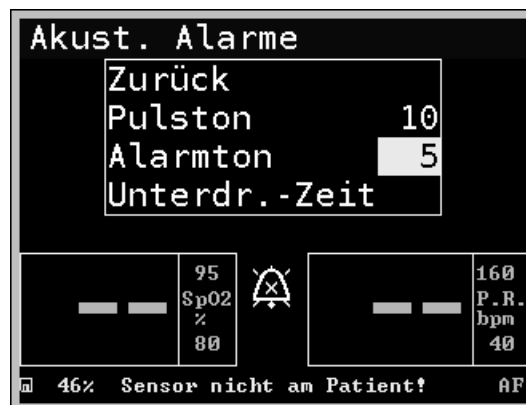 Akust. Alarme
Zurück
Pulston 10
Alarmton 5
Unterdr.-Zeit
95
SpO2
%
80
160
P.R.
bpm
40
46% Sensor nicht am Patient! AF